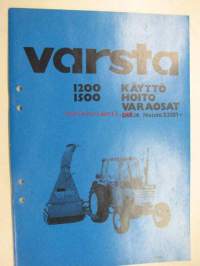 varsta
1200 KÄYTTÖ
1500 HOITO
VARAOSAT